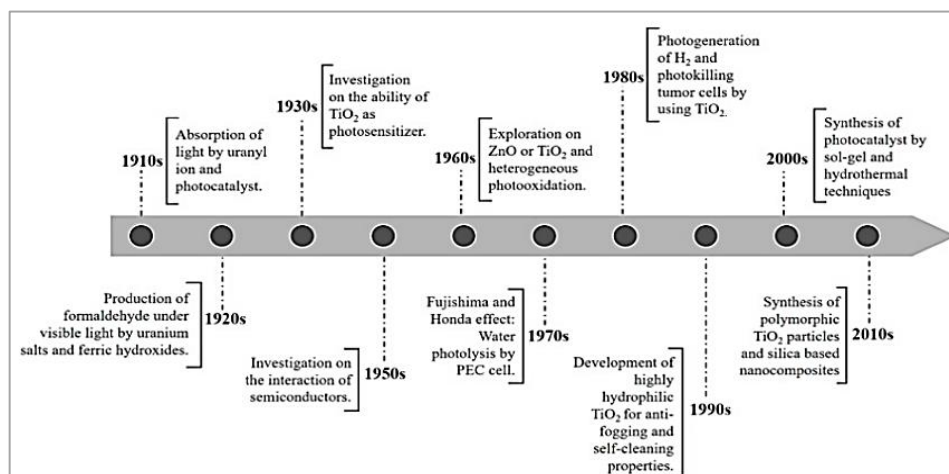 1910s
Absorption of
light by uranyl
ion and
photocatalyst.
Production of
formaldehyde under
visible light by uranium
salts and ferric hydroxides.
1920s
1930s
Investigation
on the ability of
TiO₂ as
photosensitizer.
Investigation on
the interaction of
semiconductors.
1950s
1960s
Exploration on
ZnO or TiO₂ and
heterogeneous
photooxidation.
Fujishima and
Honda effect:
Water
photolysis by
PEC cell.
1970s
1980s
Photogeneration
of H₂ and
photokilling
tumor cells by
using TiO₂.
Development of
highly
hydrophilic
TiO₂ for anti-
fogging and
self-cleaning
properties.
1990s
2000s
Synthesis of
photocatalyst by
sol-gel and
hydrothermal
techniques
Synthesis of
polymorphic
TiO₂ particles
and silica based
nanocomposites
2010s